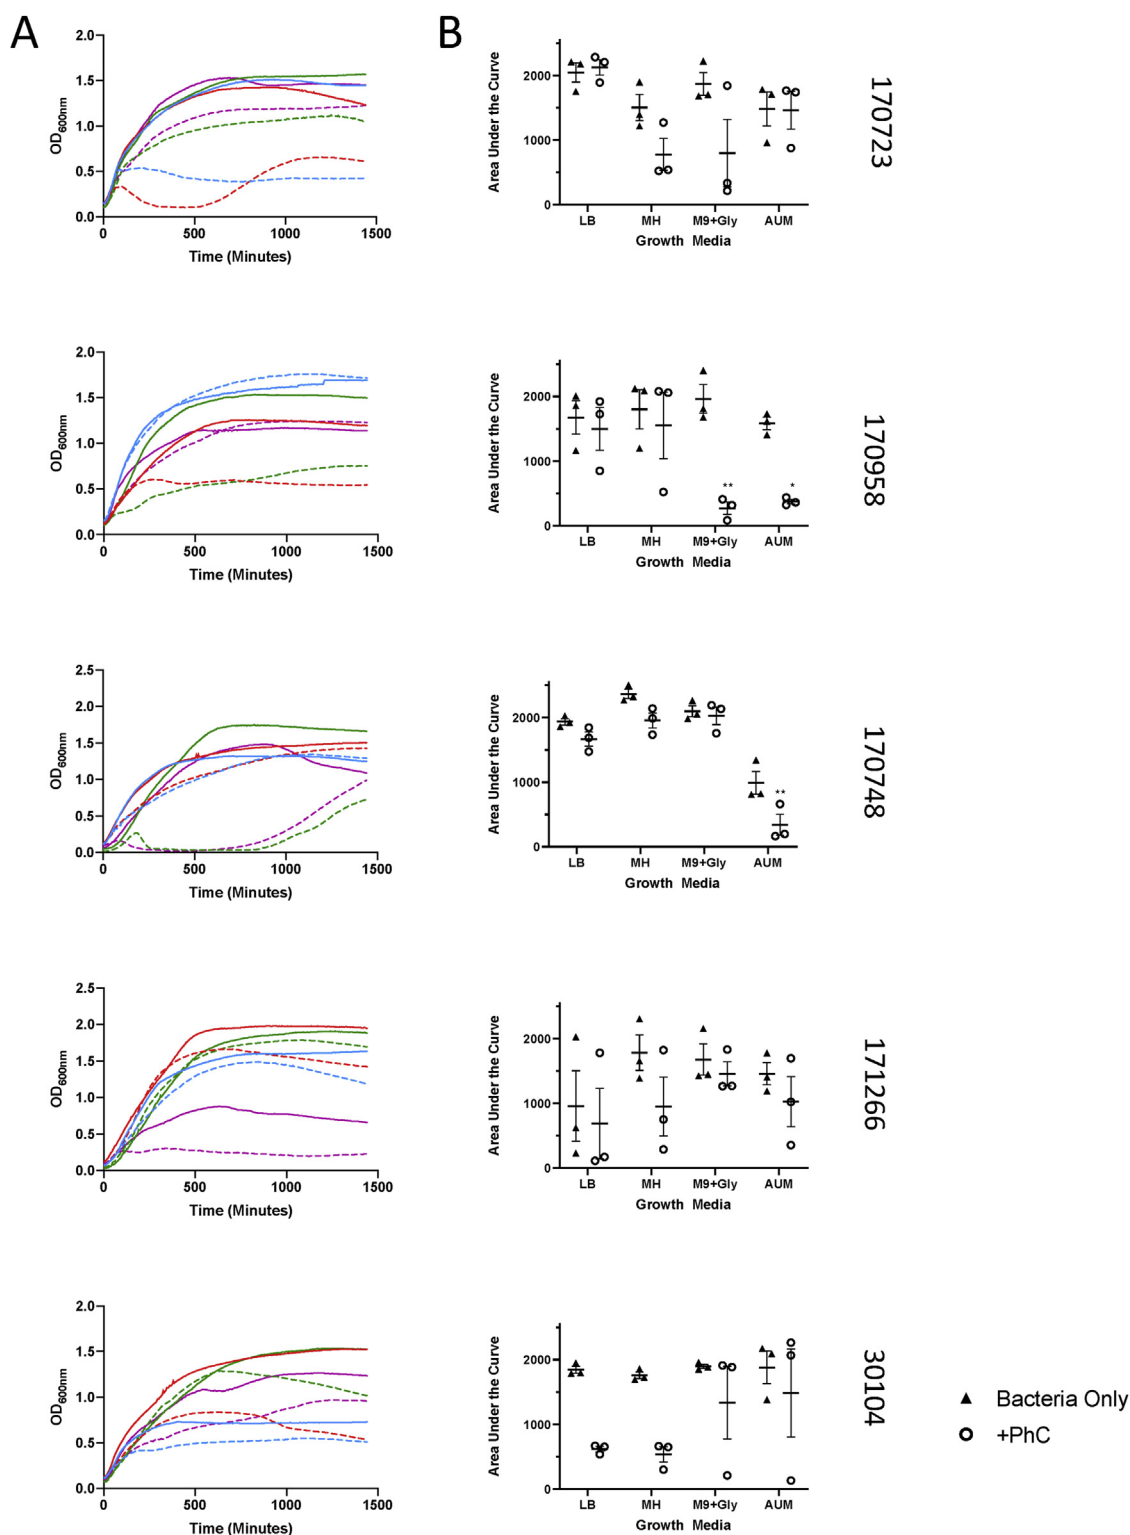 A
B
2.0
1.5
1.0
0.5
0.0
OD600nm
0
500
1000
1500
Time (Minutes)
2000
1000
0
Area Under the Curve
LB
MH
M9+Gly
AUM
Growth Media
170723
2.0
1.5
1.0
0.5
0.0
OD600nm
0
500
1000
1500
Time (Minutes)
2000
1000
0
Area Under the Curve
**
*
LB
MH
M9+Gly
AUM
Growth Media
170958
2.5
2.0
1.5
1.0
0.5
0.0
OD600nm
0
500
1000
1500
Time (Minutes)
2000
1000
0
Area Under the Curve
**
LB
MH
M9+Gly
AUM
Growth Media
170748
2.5
2.0
1.5
1.0
0.5
0.0
OD600nm
0
500
1000
1500
Time (Minutes)
2000
1000
0
Area Under the Curve
LB
MH
M9+Gly
AUM
Growth Media
171266
2.0
1.5
1.0
0.5
0.0
OD600nm
0
500
1000
1500
Time (Minutes)
2000
1000
0
Area Under the Curve
LB
MH
M9+Gly
AUM
Growth Media
30104
Bacteria Only
+PhC